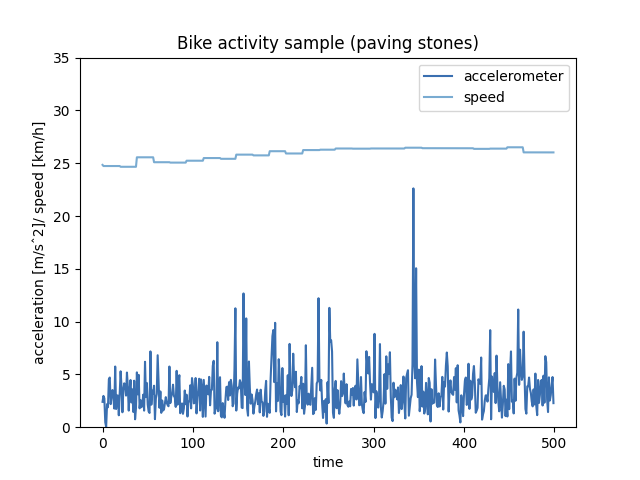 Bike activity sample (paving stones)
accelerometer
speed
35
30
25
20
15
10
5
0
acceleration [m/sˆ2]/ speed [km/h]
0 100 200 300 400 500
time